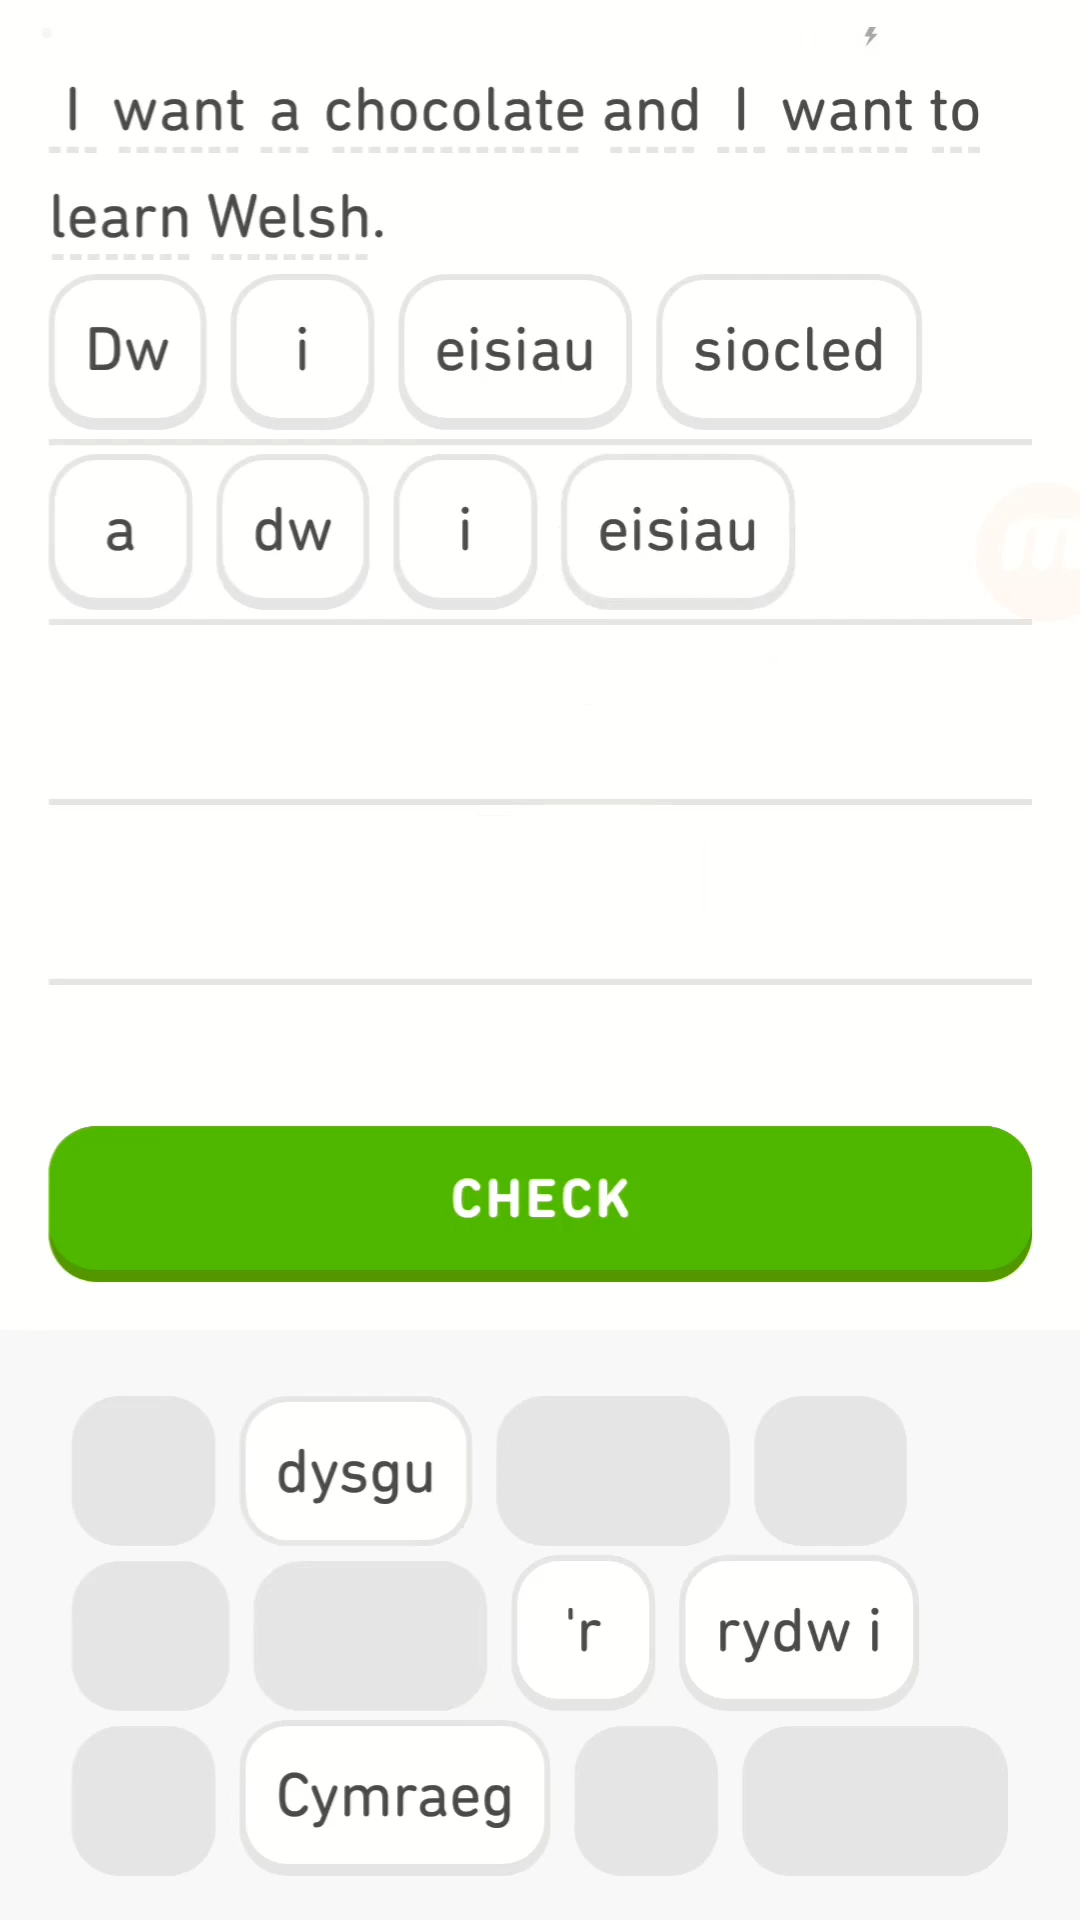 I want a chocolate and I want to
learn Welsh.
Dw i eisiau siocled
a dw i eisiau
CHECK
dysgu
'r rydw i
Cymraeg